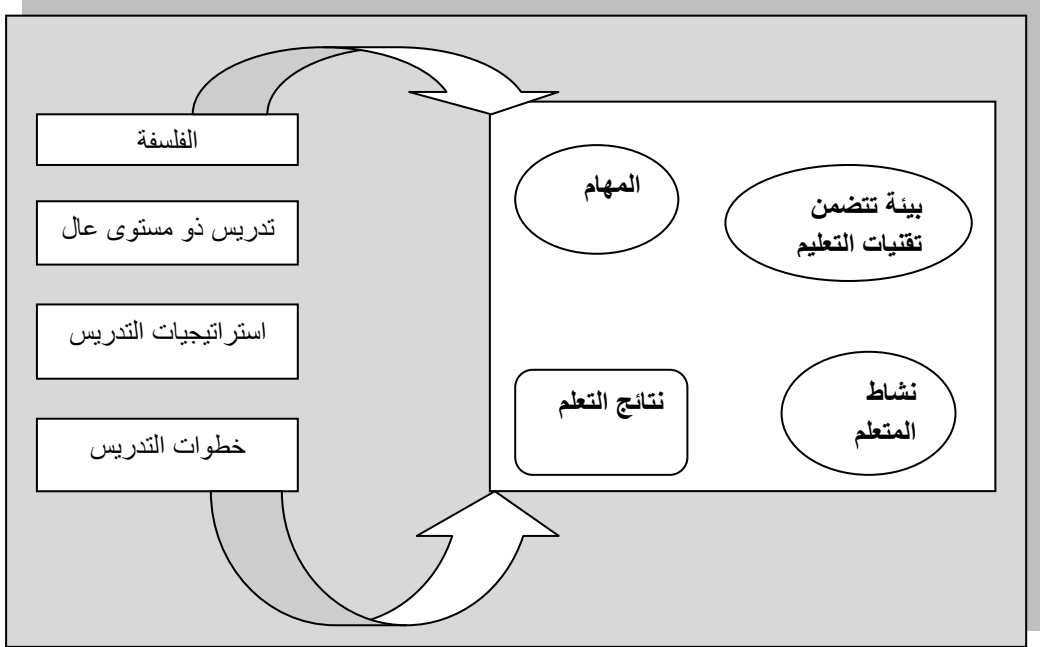 الفلسفة
تدريس ذو مستوى عال
استراتيجيات التدريس
خطوات التدريس
المهام
بيئة تتضمن
تقنيات التعليم
نتائج التعلم
نشاط
المتعلم